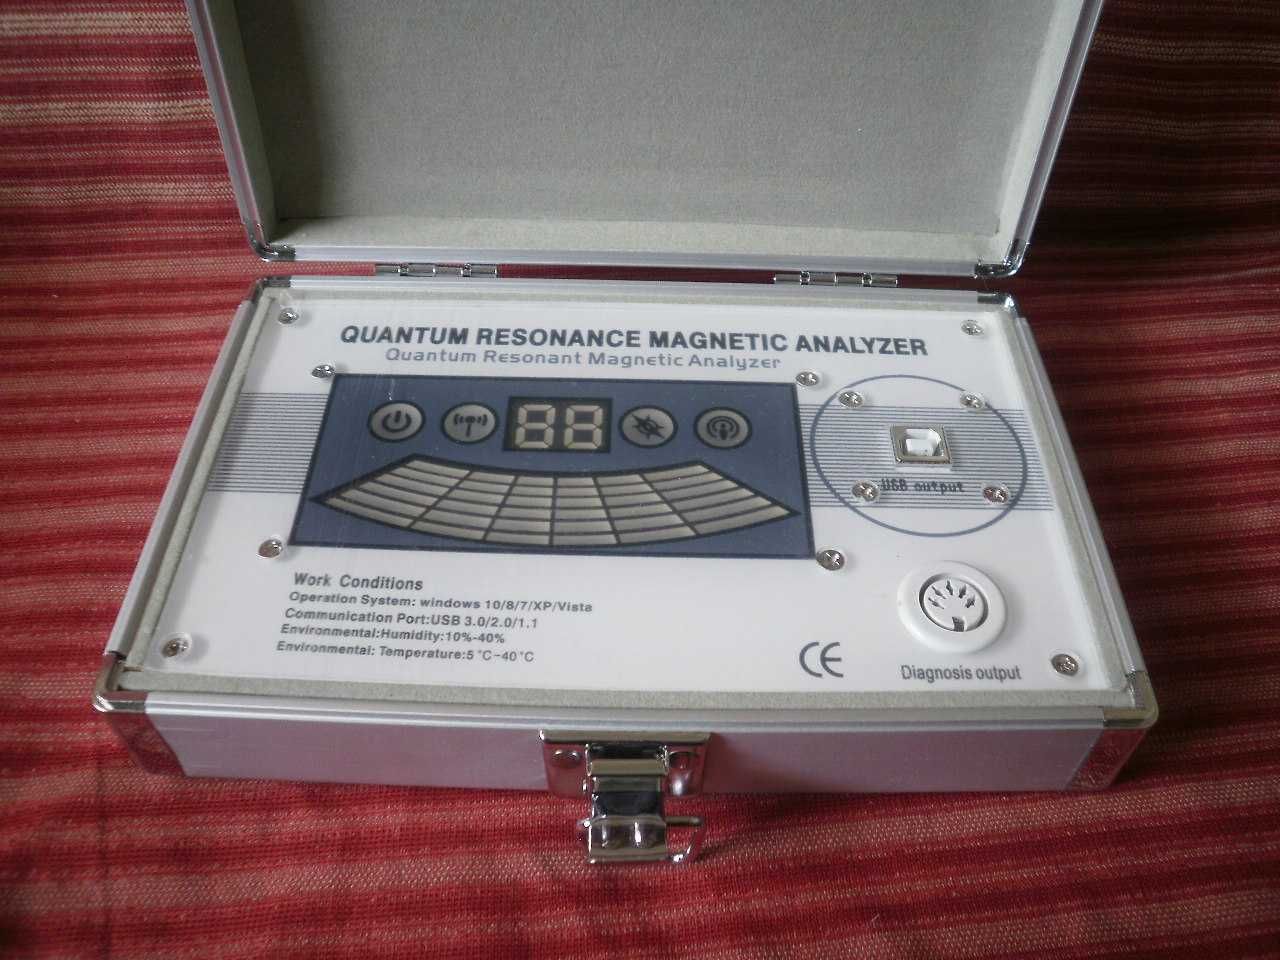 QUANTUM RESONANCE MAGNETIC ANALYZER
Quantum Resonant Magnetic Analyzer
88
USB output
Work Conditions
Operation System: windows 10/8/7/XP/Vista
Communication Port:USB 3.0/2.0/1.1
Environmental:Humidity:10%-40%
Environmental: Temperature:5°C-40°C
CE
Diagnosis output